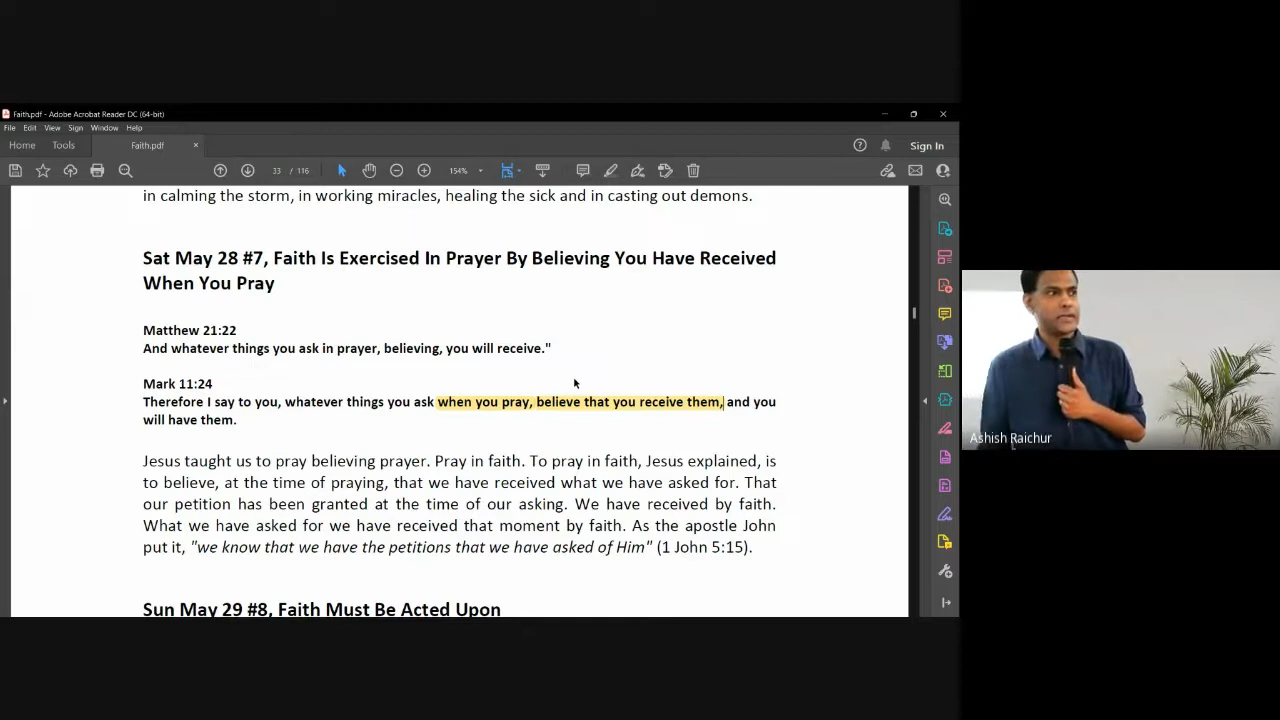 Faith.pdf - Adobe Acrobat Reader DC (64-bit)
File Edit View Sign Window Help
Home Tools Faith.pdf × Sign In
33 / 116 154%
in calming the storm, in working miracles, healing the sick and in casting out demons.
Sat May 28 #7, Faith Is Exercised In Prayer By Believing You Have Received
When You Pray
Matthew 21:22
And whatever things you ask in prayer, believing, you will receive."
Mark 11:24
Therefore I say to you, whatever things you ask when you pray, believe that you receive them, and you
will have them.
Jesus taught us to pray believing prayer. Pray in faith. To pray in faith, Jesus explained, is
to believe, at the time of praying, that we have received what we have asked for. That
our petition has been granted at the time of our asking. We have received by faith.
What we have asked for we have received that moment by faith. As the apostle John
put it, "we know that we have the petitions that we have asked of Him" (1 John 5:15).
Sun May 29 #8, Faith Must Be Acted Upon
Ashish Raichur